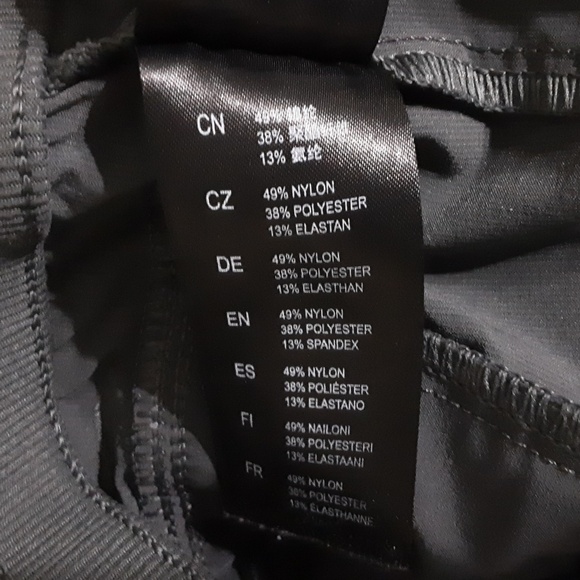 CN
49%
38%
13% 氨纶
CZ
49% NYLON
38% POLYESTER
13% ELASTAN
DE
49% NYLON
38% POLYESTER
13% ELASTHAN
EN
49% NYLON
38% POLYESTER
13% SPANDEX
ES
49% NYLON
38% POLIÉSTER
13% ELASTANO
FI
49% NAILONI
38% POLYESTERI
13% ELASTAANI
FR
49% NYLON
38% POLYESTER
13% ELASTHANNE